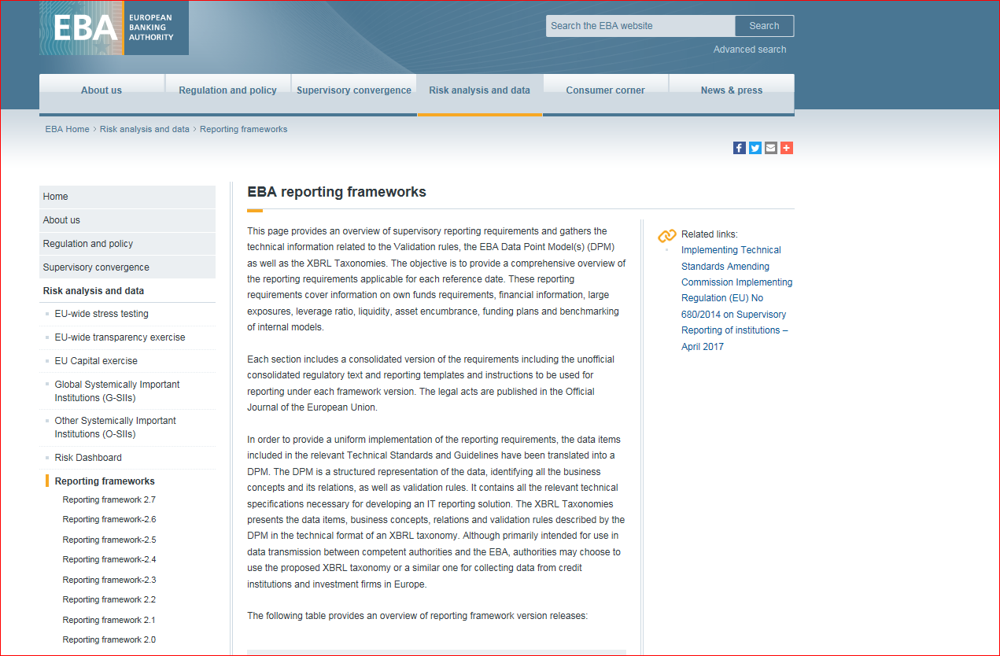 EBA
EUROPEAN
BANKING
AUTHORITY
Search the EBA website
Search
Advanced search
About us
Regulation and policy
Supervisory convergence
Risk analysis and data
Consumer corner
News & press
EBA Home > Risk analysis and data > Reporting frameworks
Home
About us
Regulation and policy
Supervisory convergence
Risk analysis and data
EU-wide stress testing
EU-wide transparency exercise
EU Capital exercise
Global Systemically Important
Institutions (G-SIIs)
Other Systemically Important
Institutions (O-SIIs)
Risk Dashboard
Reporting frameworks
Reporting framework 2.7
Reporting framework-2.6
Reporting framework-2.5
Reporting framework-2.4
Reporting framework-2.3
Reporting framework 2.2
Reporting framework 2.1
Reporting framework 2.0
EBA reporting frameworks
This page provides an overview of supervisory reporting requirements and gathers the
technical information related to the Validation rules, the EBA Data Point Model(s) (DPM)
as well as the XBRL Taxonomies. The objective is to provide a comprehensive overview of
the reporting requirements applicable for each reference date. These reporting
requirements cover information on own funds requirements, financial information, large
exposures, leverage ratio, liquidity, asset encumbrance, funding plans and benchmarking
of internal models.
Each section includes a consolidated version of the requirements including the unofficial
consolidated regulatory text and reporting templates and instructions to be used for
reporting under each framework version. The legal acts are published in the Official
Journal of the European Union.
In order to provide a uniform implementation of the reporting requirements, the data items
included in the relevant Technical Standards and Guidelines have been translated into a
DPM. The DPM is a structured representation of the data, identifying all the business
concepts and its relations, as well as validation rules. It contains all the relevant technical
specifications necessary for developing an IT reporting solution. The XBRL Taxonomies
presents the data items, business concepts, relations and validation rules described by the
DPM in the technical format of an XBRL taxonomy. Although primarily intended for use in
data transmission between competent authorities and the EBA, authorities may choose to
use the proposed XBRL taxonomy or a similar one for collecting data from credit
institutions and investment firms in Europe.
The following table provides an overview of reporting framework version releases:
Related links:
Implementing Technical
Standards Amending
Commission Implementing
Regulation (EU) No
680/2014 on Supervisory
Reporting of institutions –
April 2017